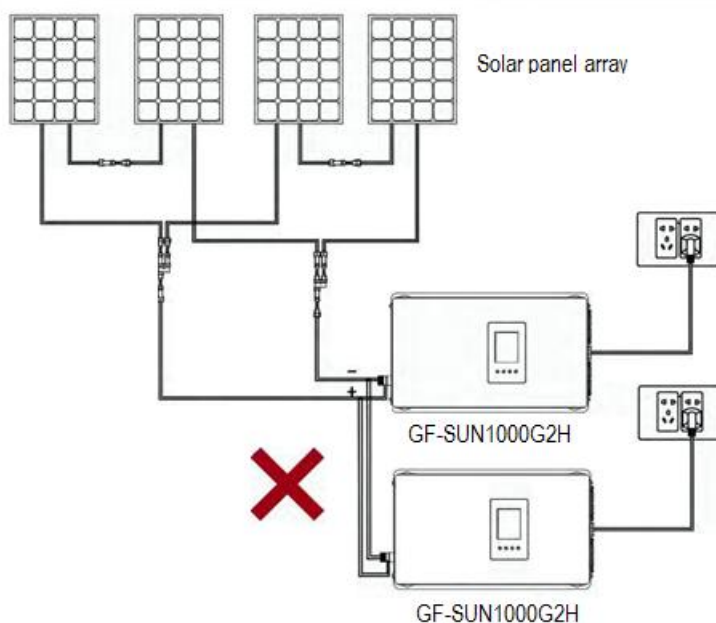 Solar panel array
−
+
GF-SUN1000G2H
GF-SUN1000G2H